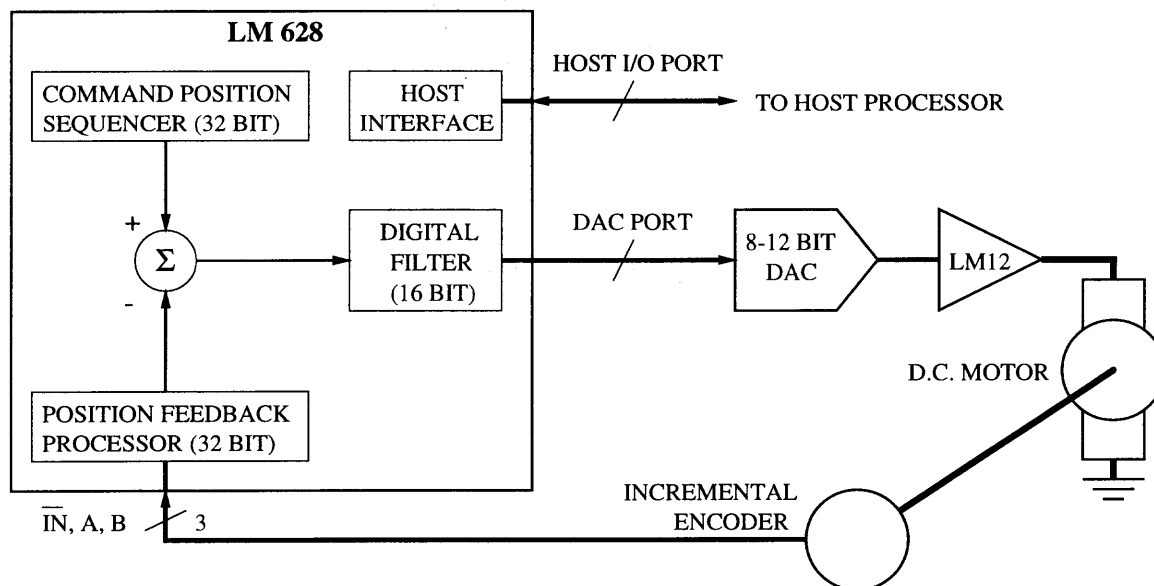 LM 628
COMMAND POSITION
SEQUENCER (32 BIT)
HOST
INTERFACE
HOST I/O PORT
TO HOST PROCESSOR
+
Σ
-
DIGITAL
FILTER
(16 BIT)
DAC PORT
8-12 BIT
DAC
LM12
D.C. MOTOR
POSITION FEEDBACK
PROCESSOR (32 BIT)
I̅N̅, A, B
3
INCREMENTAL
ENCODER